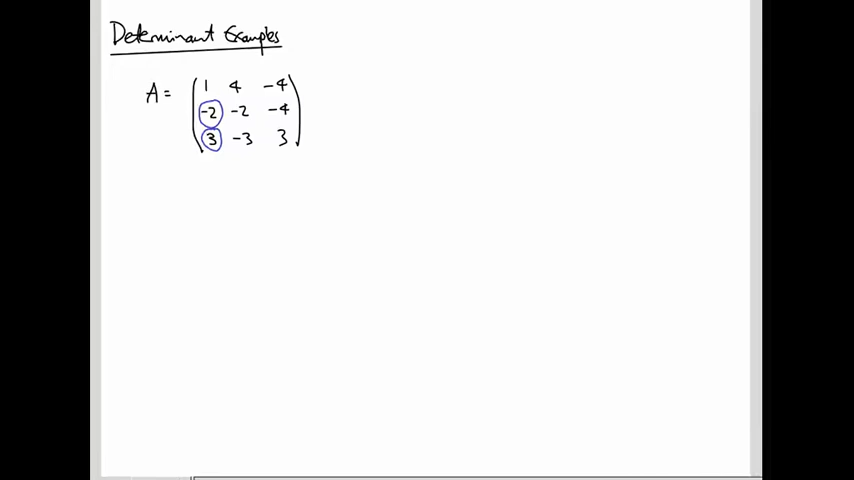 Determinant Examples
A = ( 1 4 -4
-2 -2 -4
3 -3 3 )